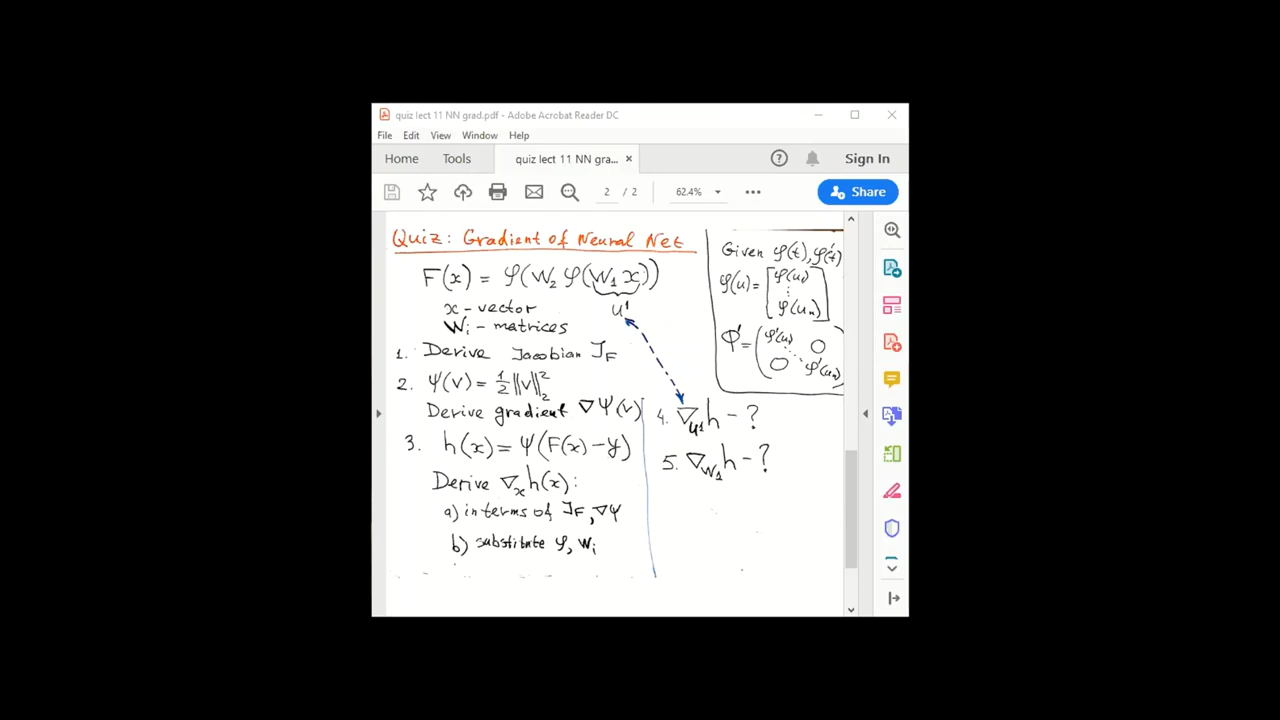 quiz lect 11 NN grad.pdf - Adobe Acrobat Reader DC
File Edit View Window Help
Home Tools quiz lect 11 NN gra... × Sign In
2 / 2 62.4% Share
Quiz: Gradient of Neural Net
F(x) = φ(W₂ φ(W₁ x))
u¹
x - vector
Wᵢ - matrices
1. Derive Jacobian J_F
2. Ψ(v) = ½‖v‖₂²
Derive gradient ∇Ψ(v)
3. h(x) = Ψ(F(x) - y)
Derive ∇ₓh(x):
a) in terms of J_F, ∇Ψ
b) substitute φ, Wᵢ
4. ∇_u¹ h - ?
5. ∇_W₁ h - ?
Given φ(t), φ'(t)
φ(u) = [φ(u₁) ⋮ φ(uₙ)]
Φ' = (φ'(u₁) ⋱ φ'(uₙ)) 0 0